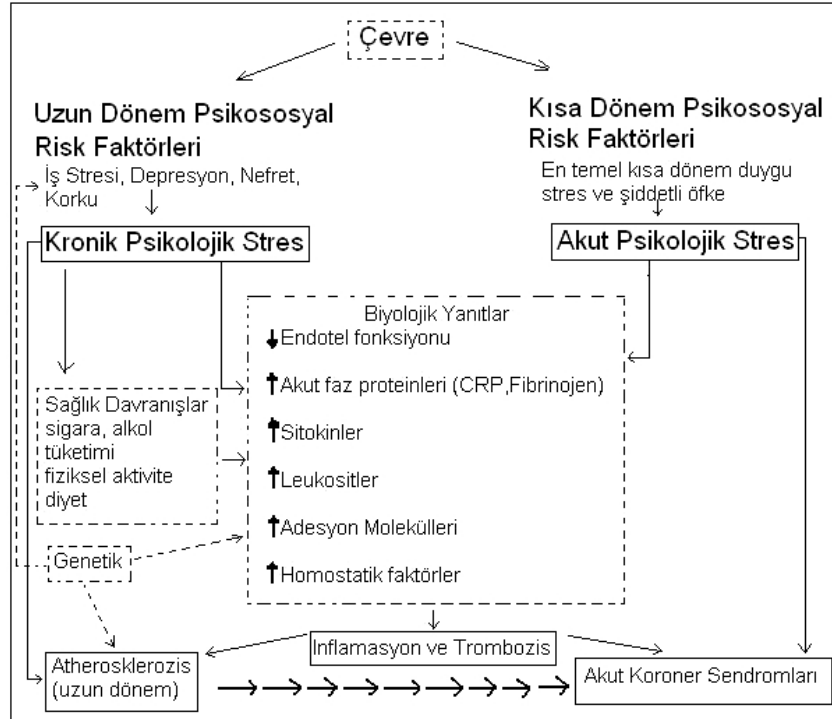 Çevre
Uzun Dönem Psikososyal
Risk Faktörleri
İş Stresi, Depresyon, Nefret,
Korku
Kronik Psikolojik Stres
Kısa Dönem Psikososyal
Risk Faktörleri
En temel kısa dönem duygu
stres ve şiddetli öfke
Akut Psikolojik Stres
Biyolojik Yanıtlar
Endotel fonksiyonu
Akut faz proteinleri (CRP,Fibrinojen)
Sitokinler
Leukositler
Adesyon Molekülleri
Homostatik faktörler
Sağlık Davranışlar
sigara, alkol
tüketimi
fiziksel aktivite
diyet
Genetik
Inflamasyon ve Trombozis
Atherosklerozis
(uzun dönem)
Akut Koroner Sendromları